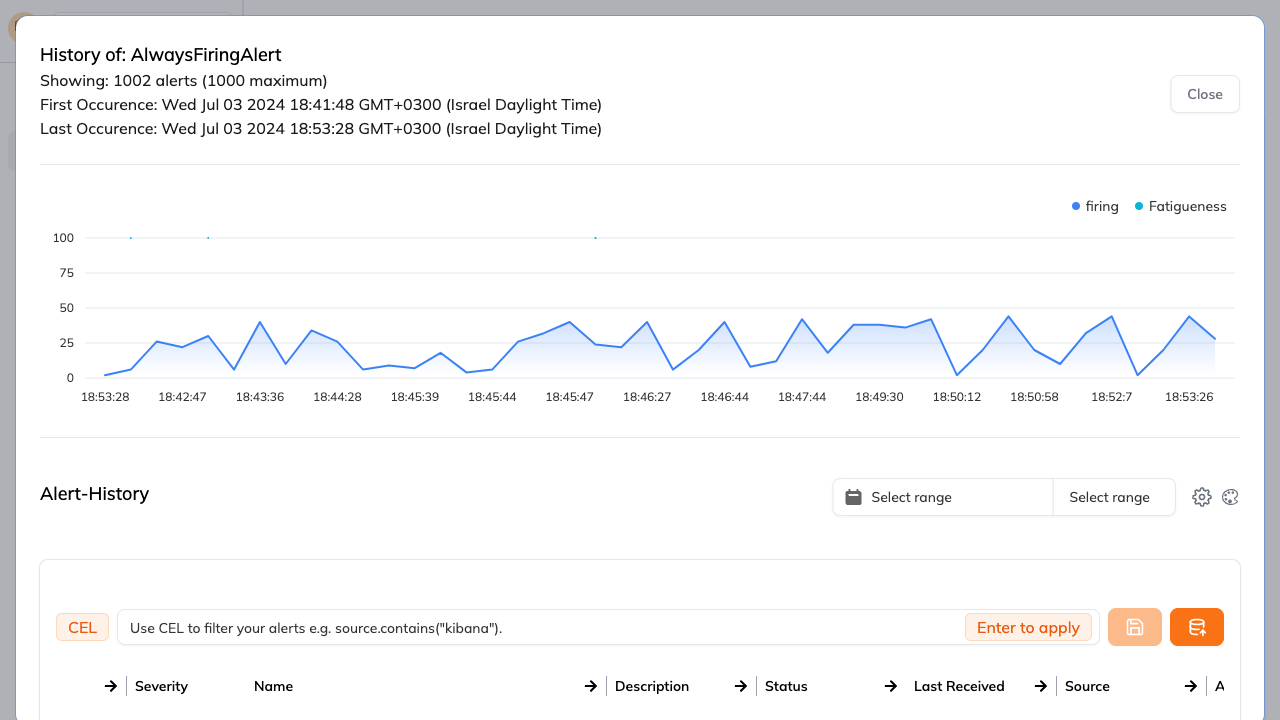 History of: AlwaysFiringAlert
Showing: 1002 alerts (1000 maximum)
First Occurence: Wed Jul 03 2024 18:41:48 GMT+0300 (Israel Daylight Time)
Last Occurence: Wed Jul 03 2024 18:53:28 GMT+0300 (Israel Daylight Time)
Close
firing Fatigueness
100
75
50
25
0
18:53:28 18:42:47 18:43:36 18:44:28 18:45:39 18:45:44 18:45:47 18:46:27 18:46:44 18:47:44 18:49:30 18:50:12 18:50:58 18:52:7 18:53:26
Alert-History
Select range Select range
CEL Use CEL to filter your alerts e.g. source.contains("kibana"). Enter to apply
Severity Name Description Status Last Received Source A